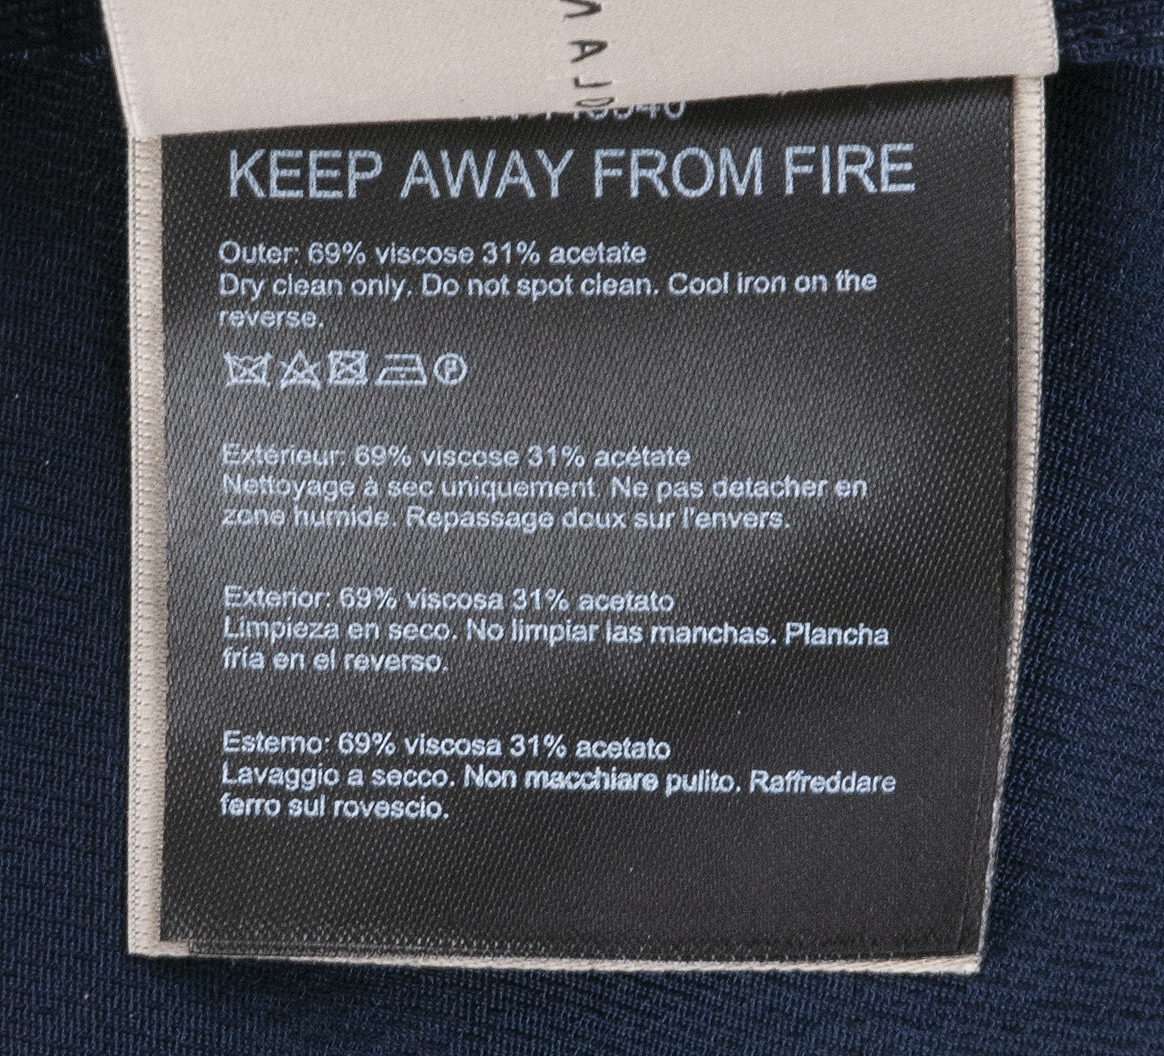 KEEP AWAY FROM FIRE
Outer: 69% viscose 31% acetate
Dry clean only. Do not spot clean. Cool iron on the
reverse.
P
Extérieur: 69% viscose 31% acétate
Nettoyage à sec uniquement. Ne pas detacher en
zone humide. Repassage doux sur l'envers.
Exterior: 69% viscosa 31% acetato
Limpieza en seco. No limpiar las manchas. Plancha
fría en el reverso.
Esterno: 69% viscosa 31% acetato
Lavaggio a secco. Non macchiare pulito. Raffreddare
ferro sul rovescio.